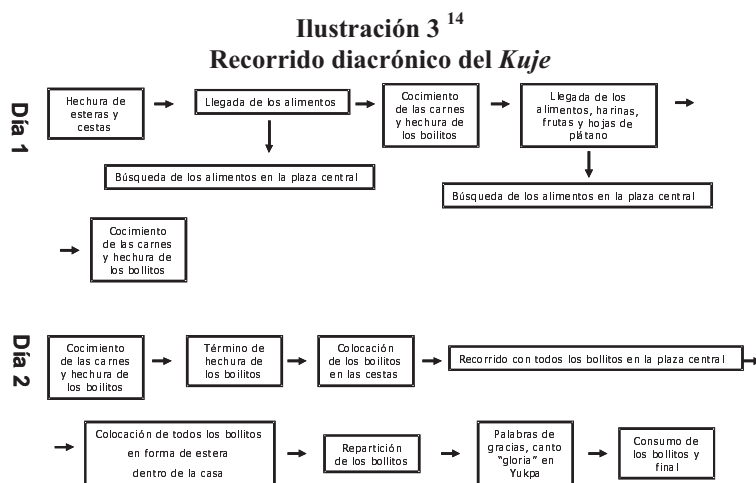 Ilustración 3 14
Recorrido diacrónico del Kuje
Día 1
Hechura de
esteras y
cestas
Llegada de los alimentos
Búsqueda de los alimentos en la plaza central
Cocimiento
de las carnes
y hechura de
los boilitos
Llegada de los
alimentos, harinas,
frutas y hojas de
plátano
Búsqueda de los alimentos en la plaza central
Cocimiento
de las carnes
y hechura de
los bollitos
Día 2
Cocimiento
de las carnes
y hechura de
los boilitos
Término de
hechura de
los boilitos
Colocación
de los boilitos
en las cestas
Recorrido con todos los bollitos en la plaza central
Colocación de todos los bollitos
en forma de estera
dentro de la casa
Repartición
de los bollitos
Palabras de
gracias, canto
"gloria" en
Yukpa
Consumo de
los bollitos y
final